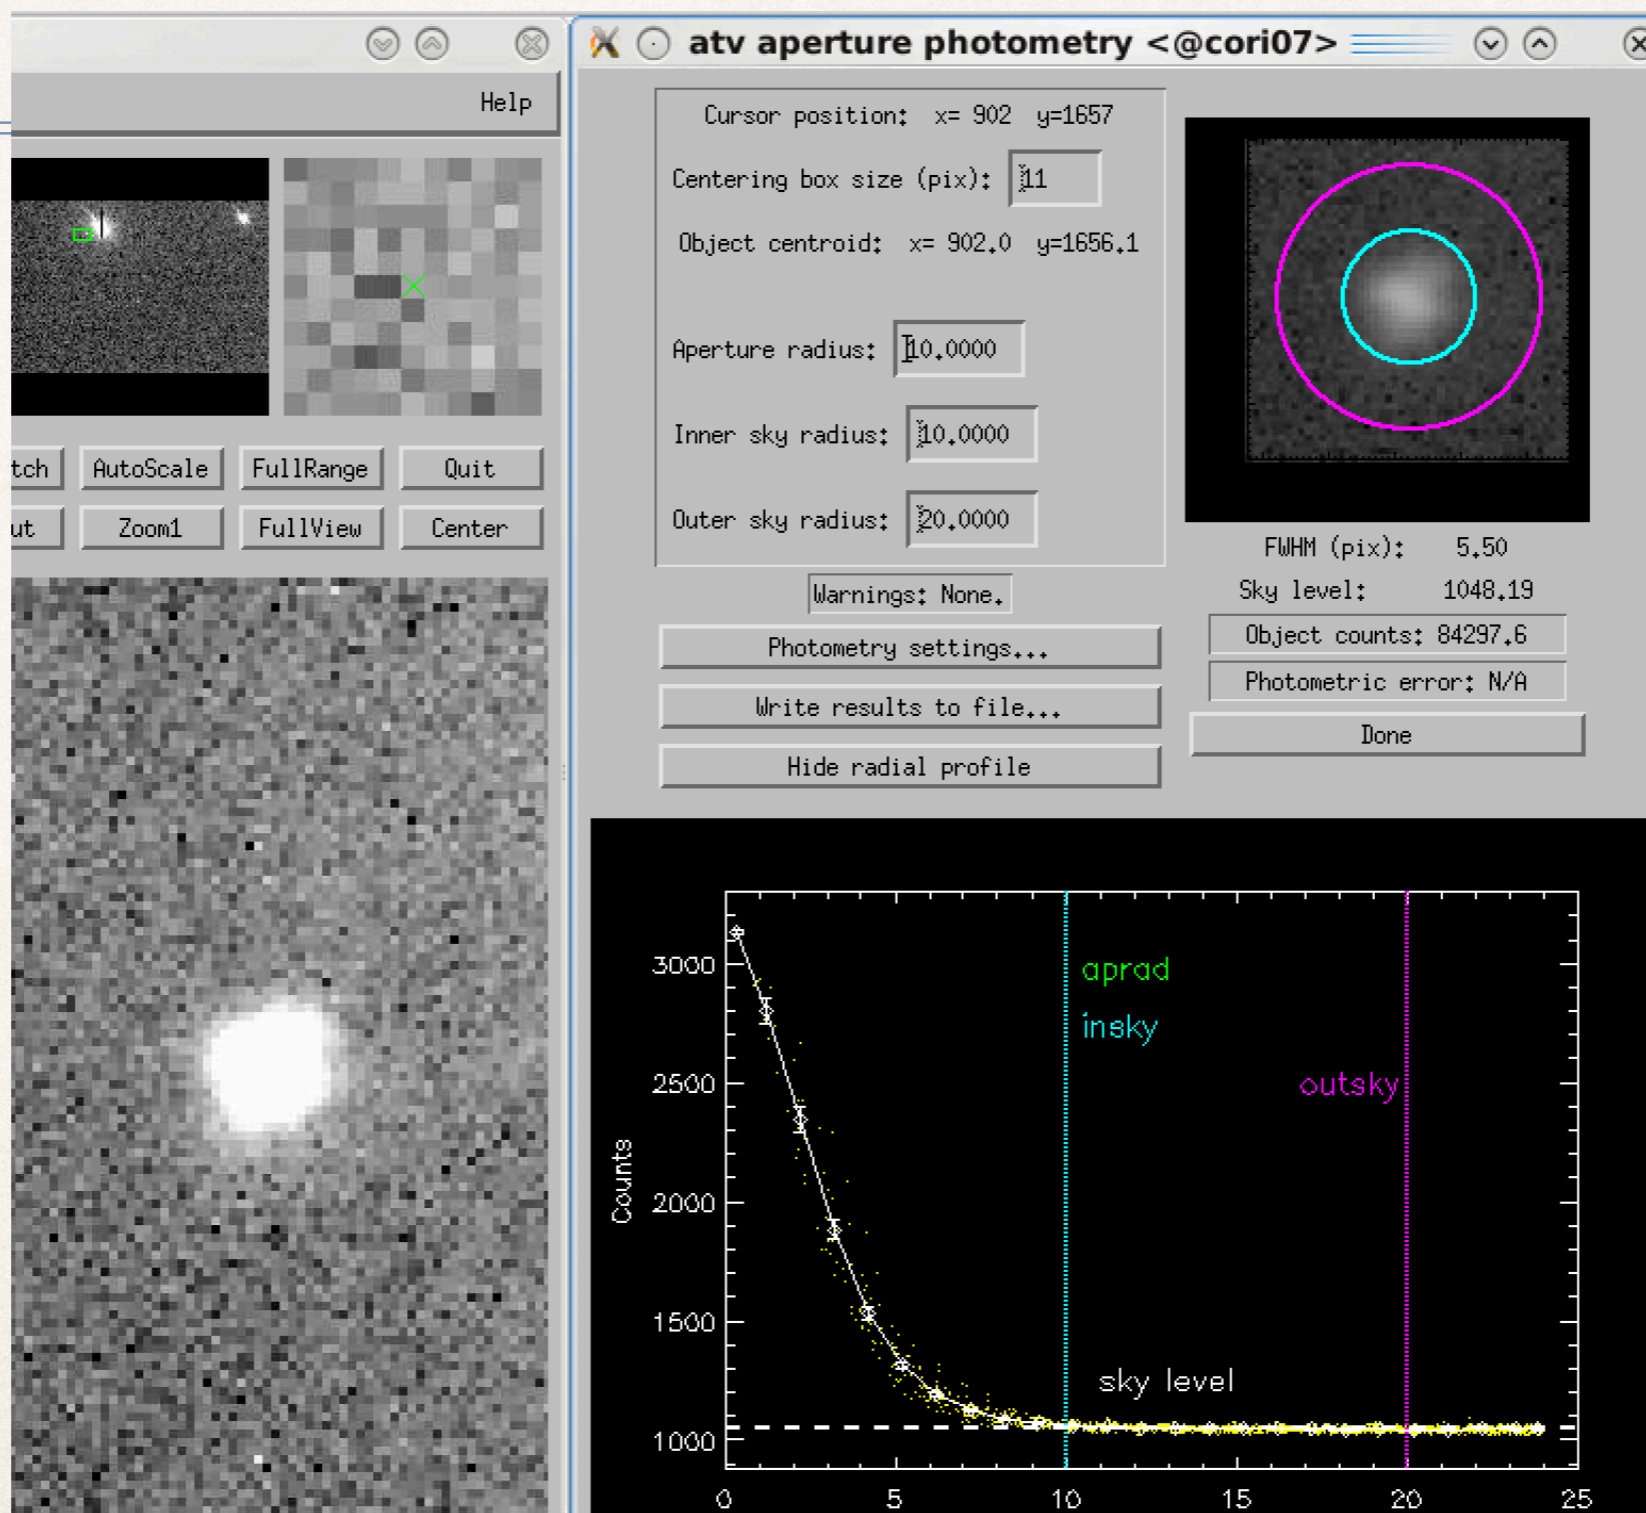 atv aperture photometry <@cori07>
Help
Cursor position: x= 902 y=1657
Centering box size (pix): 11
Object centroid: x= 902.0 y=1656.1
Aperture radius: 10.0000
Inner sky radius: 10.0000
Outer sky radius: 20.0000
tch AutoScale FullRange Quit
ut Zoom1 FullView Center
FWHM (pix): 5.50
Sky level: 1048.19
Object counts: 84297.6
Photometric error: N/A
Done
Warnings: None.
Photometry settings...
Write results to file...
Hide radial profile
aprad
insky
outsky
sky level
Counts
3000
2500
2000
1500
1000
0 5 10 15 20 25